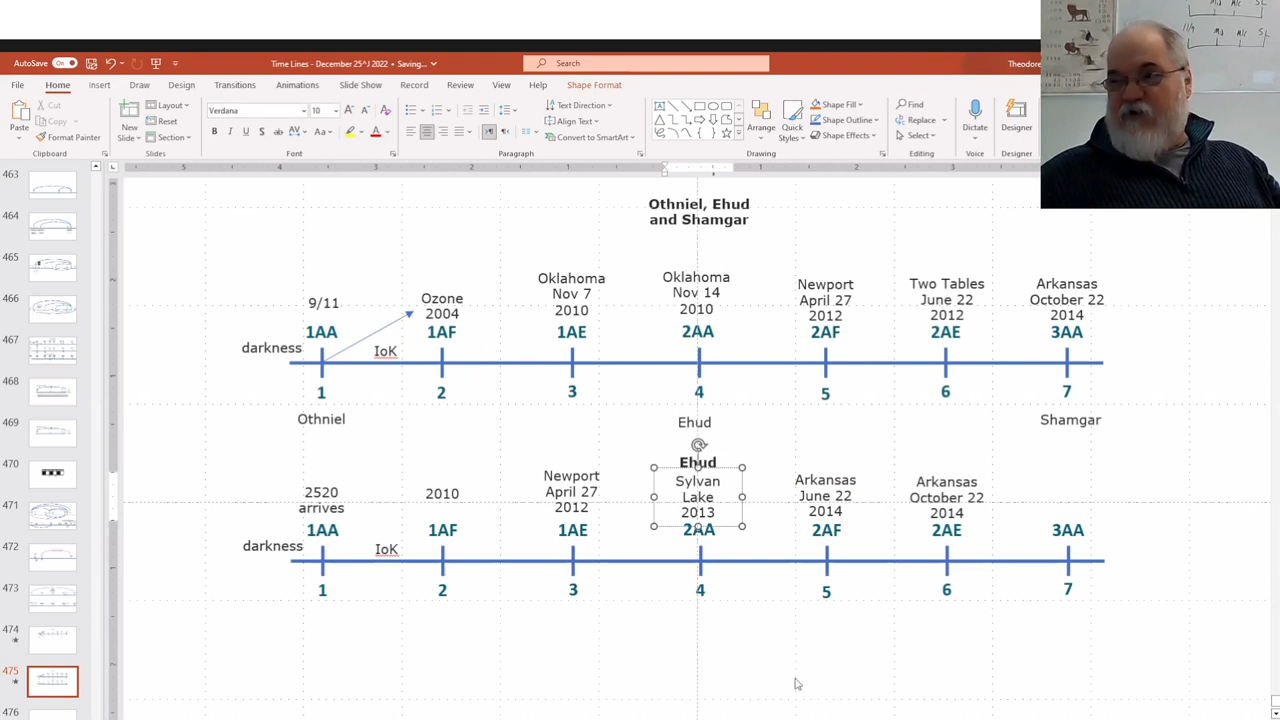 AutoSave On
Time Lines - December 25^J 2022 • Saving...
Search
Theodore
File Home Insert Draw Design Transitions Animations Slide Show Record Review View Help Shape Format
Paste
Cut
Copy
Format Painter
Clipboard
New Slide
Layout
Reset
Section
Slides
Verdana 10
Font
Paragraph
Text Direction
Align Text
Convert to SmartArt
Arrange
Quick Styles
Shape Fill
Shape Outline
Shape Effects
Drawing
Find
Replace
Select
Editing
Dictate
Voice
Designer
Designer
463
464
465
466
467
468
469
470
471
472
473
474
475
476
Othniel, Ehud
and Shamgar
9/11
Ozone
2004
Oklahoma
Nov 7
2010
Oklahoma
Nov 14
2010
Newport
April 27
2012
Two Tables
June 22
2012
Arkansas
October 22
2014
1AA 1AF 1AE 2AA 2AF 2AE 3AA
darkness IoK
1 2 3 4 5 6 7
Othniel Ehud Shamgar
Ehud
2520
arrives
2010
Newport
April 27
2012
Sylvan
Lake
2013
Arkansas
June 22
2014
Arkansas
October 22
2014
1AA 1AF 1AE 2AA 2AF 2AE 3AA
darkness IoK
1 2 3 4 5 6 7